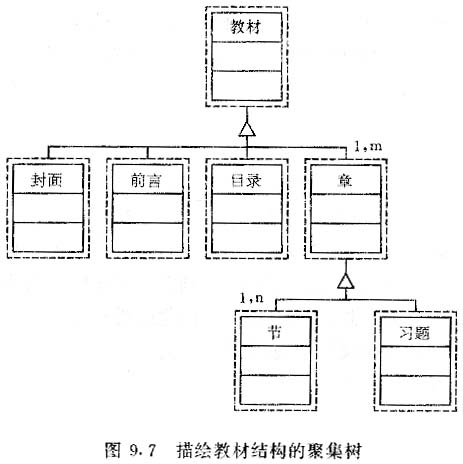 教材
1,m
封面 前言 目录 章
1,n
节 习题
图 9.7 描绘教材结构的聚集树